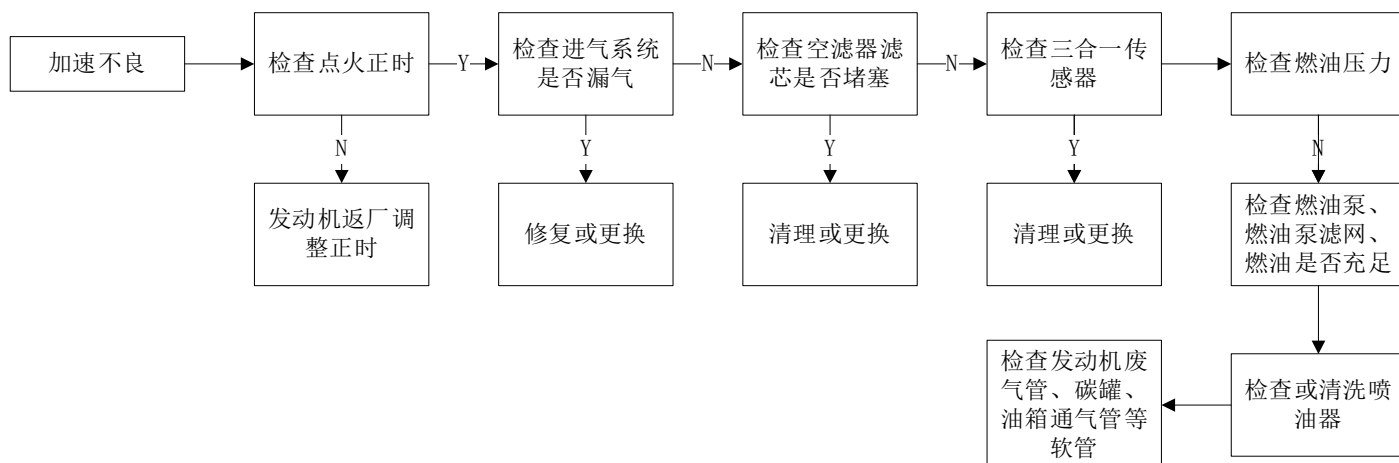 加速不良
检查点火正时
Y
检查进气系统
是否漏气
N
检查空滤器滤
芯是否堵塞
N
检查三合一传
感器
检查燃油压力
N
Y
Y
Y
N
发动机返厂调
整正时
修复或更换
清理或更换
清理或更换
检查燃油泵、
燃油泵滤网、
燃油是否充足
检查发动机废
气管、碳罐、
油箱通气管等
软管
检查或清洗喷
油器